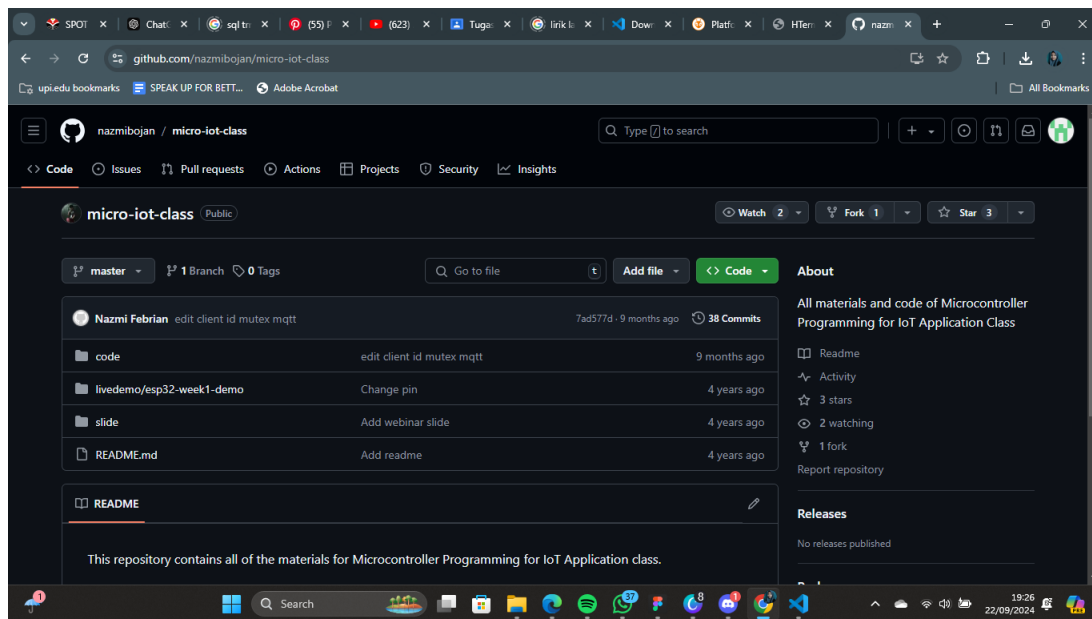 SPOT
ChatG
sql tr
(55) P
(623)
Tugas
lirik la
Dowr
Platfo
HTerm
nazm
github.com/nazmibojan/micro-iot-class
upi.edu bookmarks SPEAK UP FOR BETT... Adobe Acrobat All Bookmarks
nazmibojan / micro-iot-class Type / to search
Code Issues Pull requests Actions Projects Security Insights
micro-iot-class Public Watch 2 Fork 1 Star 3
master 1 Branch 0 Tags Go to file t Add file Code About
All materials and code of Microcontroller
Programming for IoT Application Class
Nazmi Febrian edit client id mutex mqtt 7ad577d · 9 months ago 38 Commits
code edit client id mutex mqtt 9 months ago
livedemo/esp32-week1-demo Change pin 4 years ago
slide Add webinar slide 4 years ago
README.md Add readme 4 years ago
Readme
Activity
3 stars
2 watching
1 fork
Report repository
README
This repository contains all of the materials for Microcontroller Programming for IoT Application class.
Releases
No releases published
1 Search 37 8 1 19:26
22/09/2024